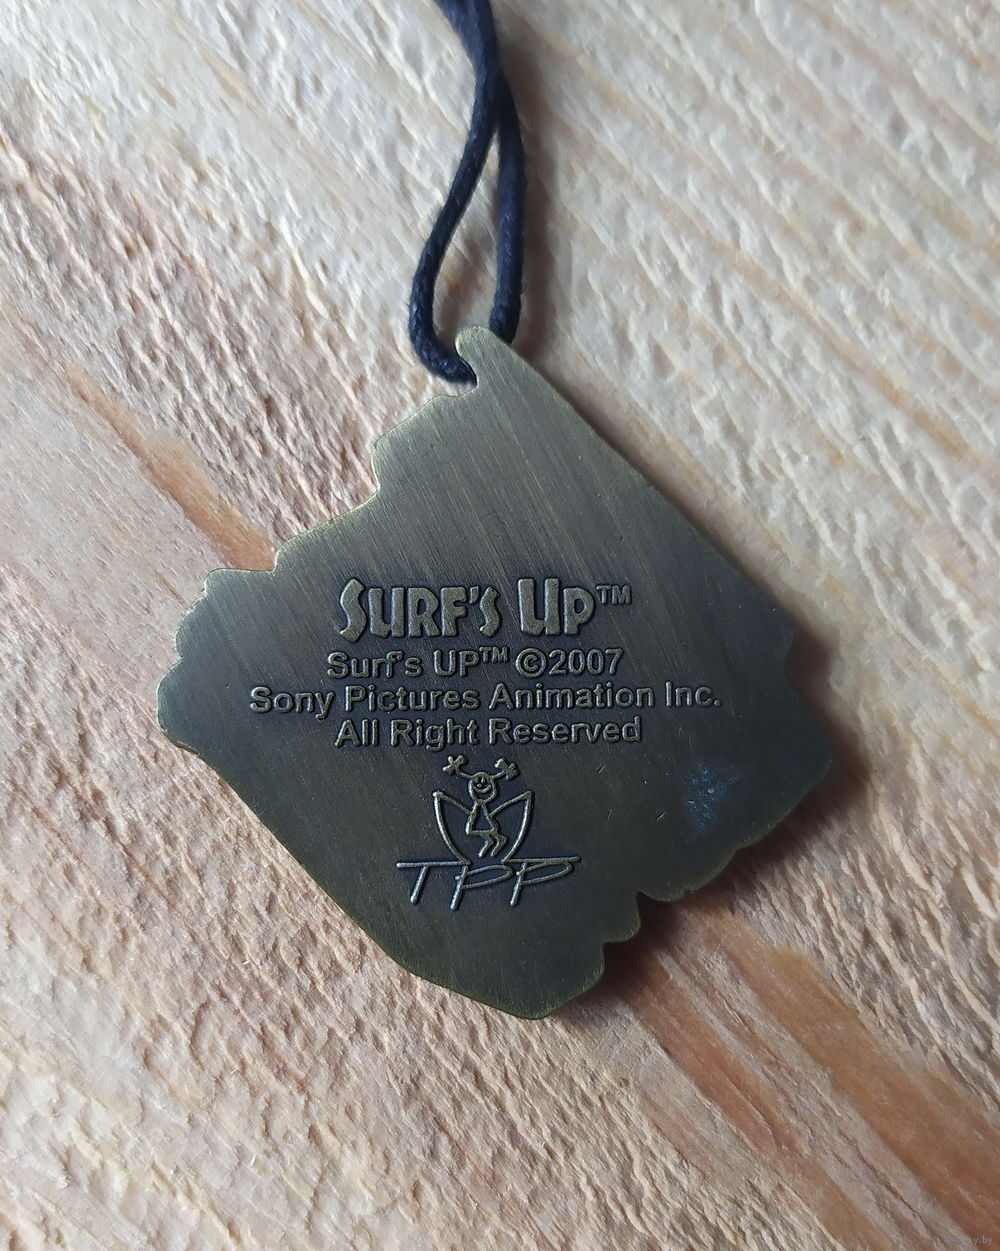 SURF'S UP™
Surf's UP™ ©2007
Sony Pictures Animation Inc.
All Right Reserved
TPP